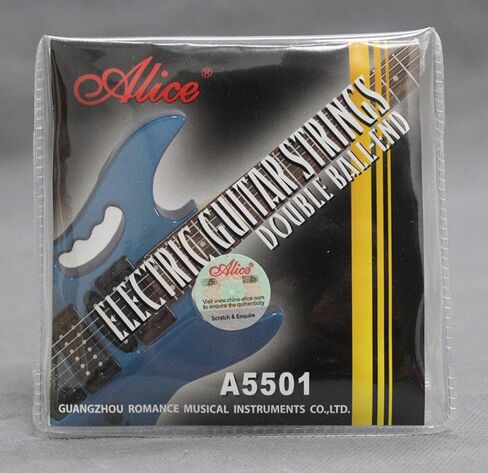 Alice®
ELECTRIC GUITAR STRINGS
DOUBLE BALL-END
Alice®
Visit www.china-alice.com
to enquire the quthenticity
Scratch & Enquire
A5501
GUANGZHOU ROMANCE MUSICAL INSTRUMENTS CO.,LTD.